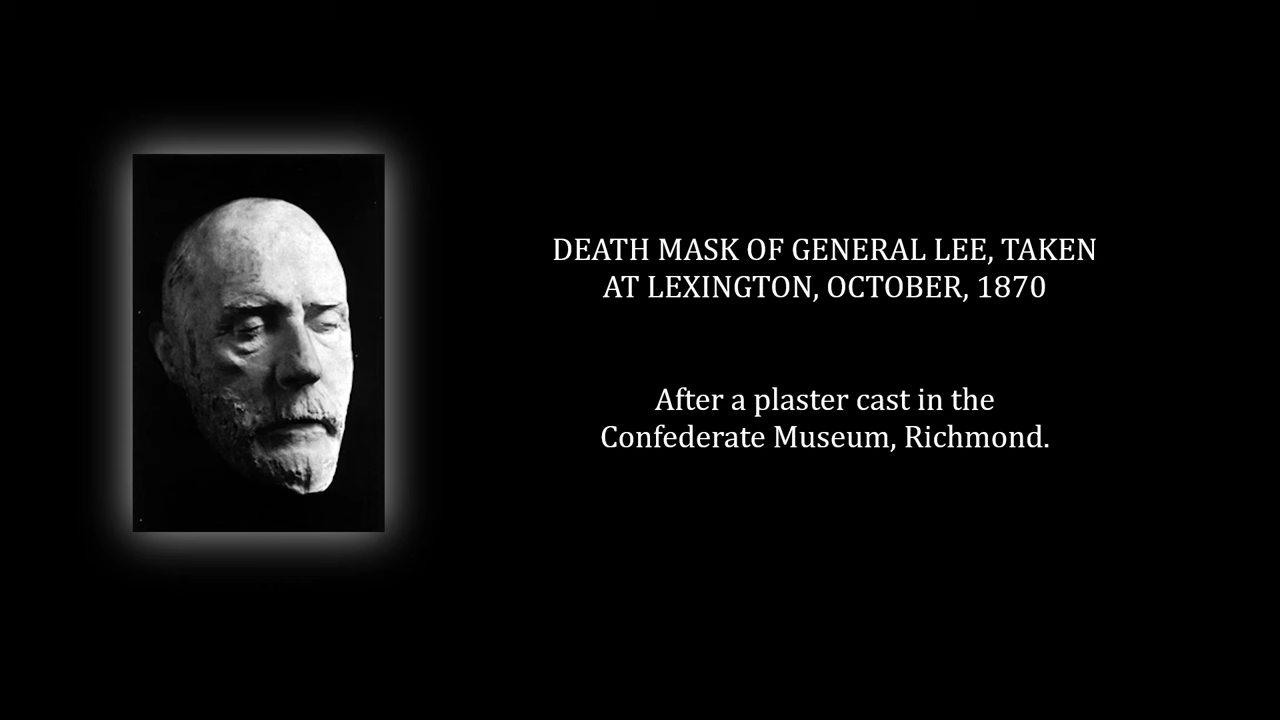 DEATH MASK OF GENERAL LEE, TAKEN
AT LEXINGTON, OCTOBER, 1870
After a plaster cast in the
Confederate Museum, Richmond.